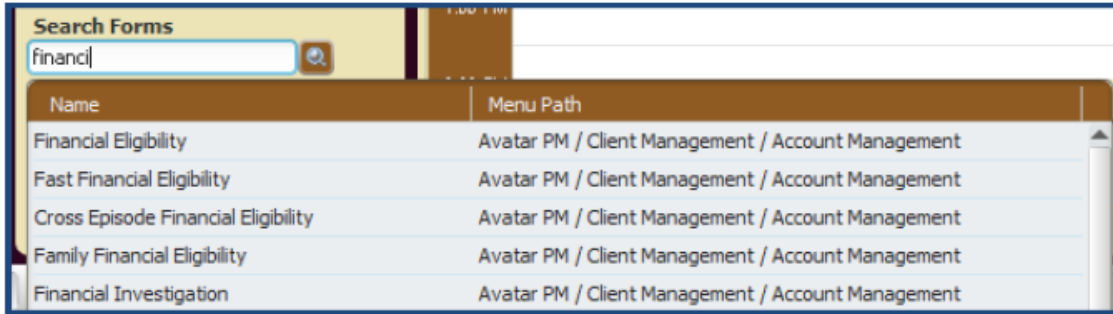 Search Forms
financi
Name Menu Path
Financial Eligibility Avatar PM / Client Management / Account Management
Fast Financial Eligibility Avatar PM / Client Management / Account Management
Cross Episode Financial Eligibility Avatar PM / Client Management / Account Management
Family Financial Eligibility Avatar PM / Client Management / Account Management
Financial Investigation Avatar PM / Client Management / Account Management